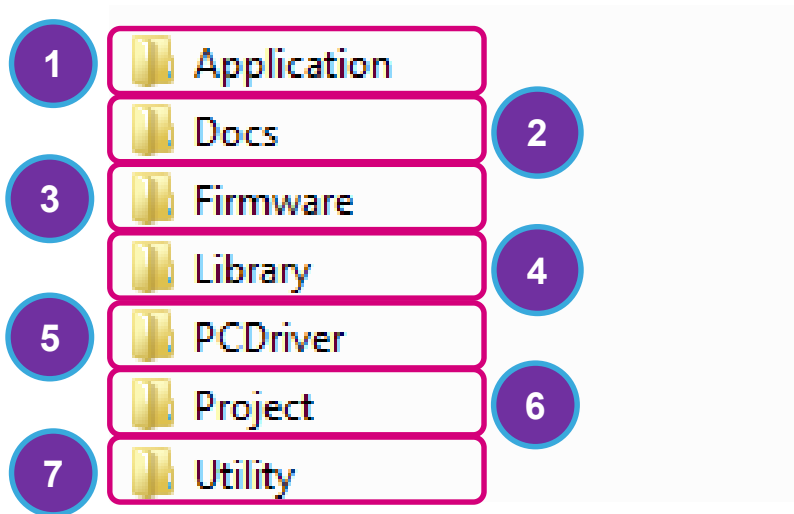 1 Application
Docs 2
3 Firmware
Library 4
5 PCDriver
Project 6
7 Utility